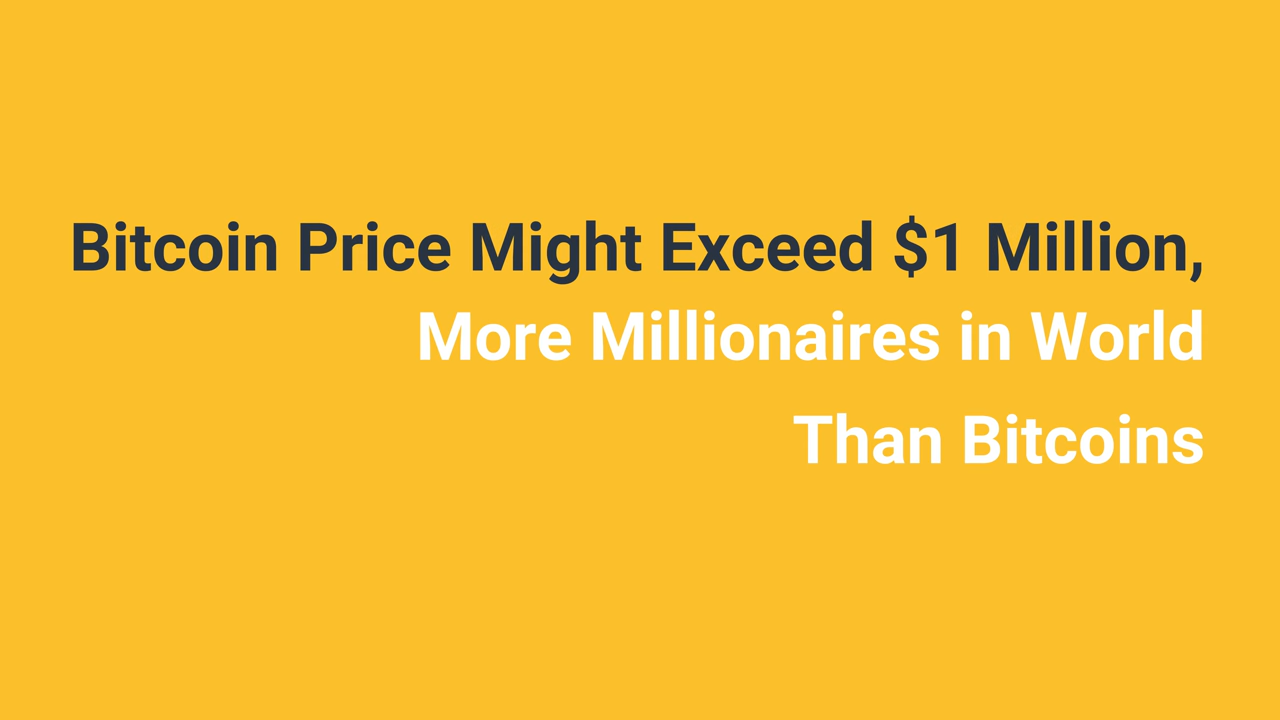 Bitcoin Price Might Exceed $1 Million,
More Millionaires in World
Than Bitcoins